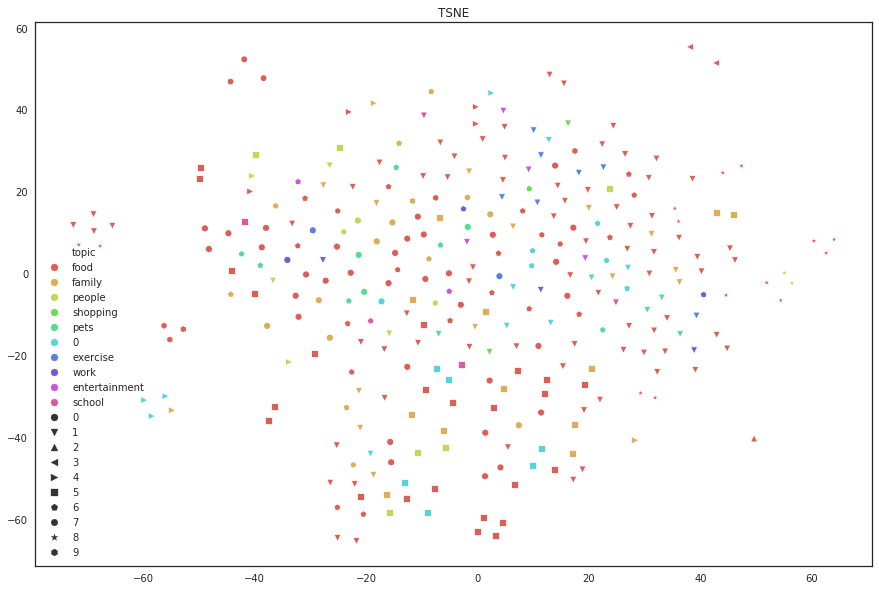 TSNE
60
40
20
0
−20
−40
−60
topic
food
family
people
shopping
pets
0
exercise
work
entertainment
school
0
1
2
3
4
5
6
7
8
9
−60
−40
−20
0
20
40
60